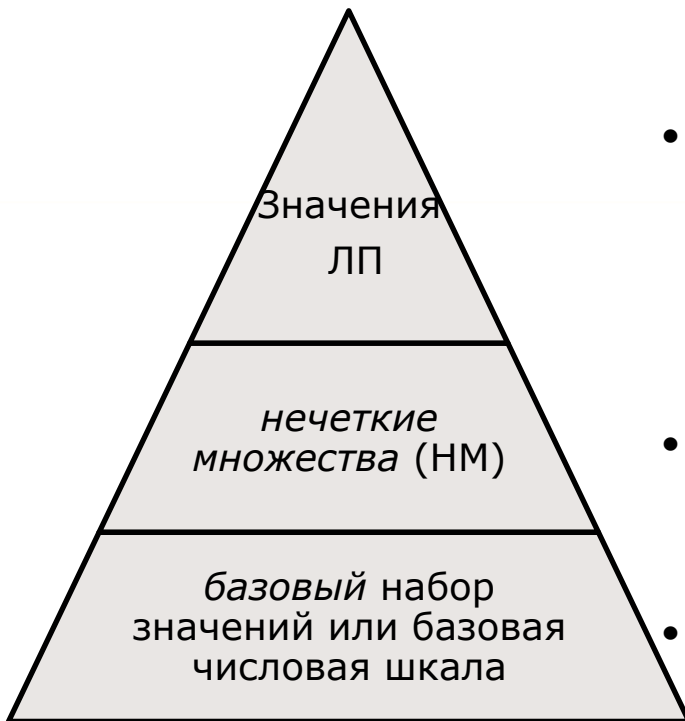 Значения
ЛП
нечеткие
множества (НМ)
базовый набор
значений или базовая
числовая шкала